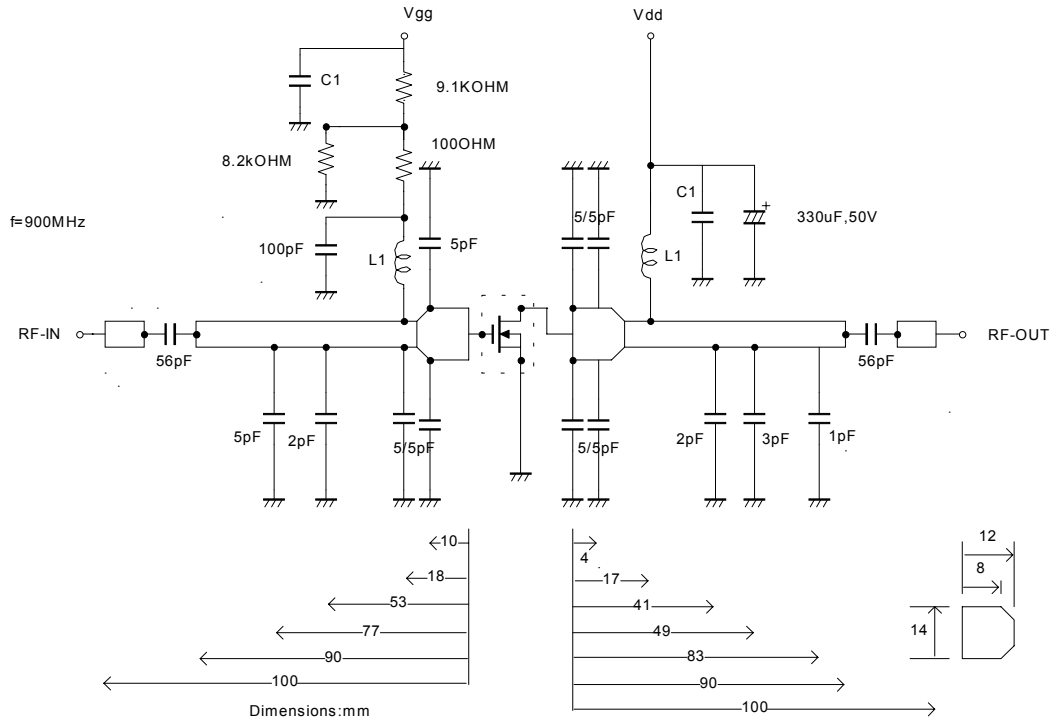 Vgg
Vdd
C1
9.1KOHM
8.2kOHM
100OHM
f=900MHz
100pF
L1
5pF
5/5pF
L1
C1
+
330uF,50V
RF-IN
56pF
56pF
RF-OUT
5pF
2pF
5/5pF
5/5pF
2pF
3pF
1pF
10
4
12
8
18
17
53
41
14
77
49
90
83
100
90
100
Dimensions:mm